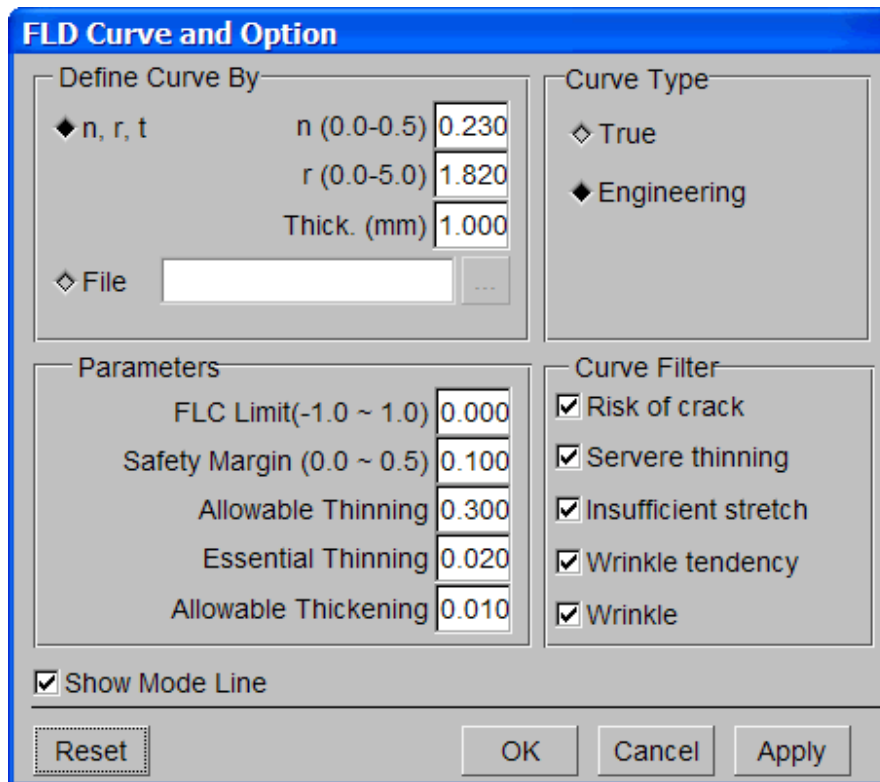 FLD Curve and Option
Define Curve By
n, r, t
n (0.0-0.5) 0.230
r (0.0-5.0) 1.820
Thick. (mm) 1.000
File
...
Curve Type
True
Engineering
Parameters
FLC Limit(-1.0 ~ 1.0) 0.000
Safety Margin (0.0 ~ 0.5) 0.100
Allowable Thinning 0.300
Essential Thinning 0.020
Allowable Thickening 0.010
Curve Filter
Risk of crack
Servere thinning
Insufficient stretch
Wrinkle tendency
Wrinkle
Show Mode Line
Reset
OK
Cancel
Apply